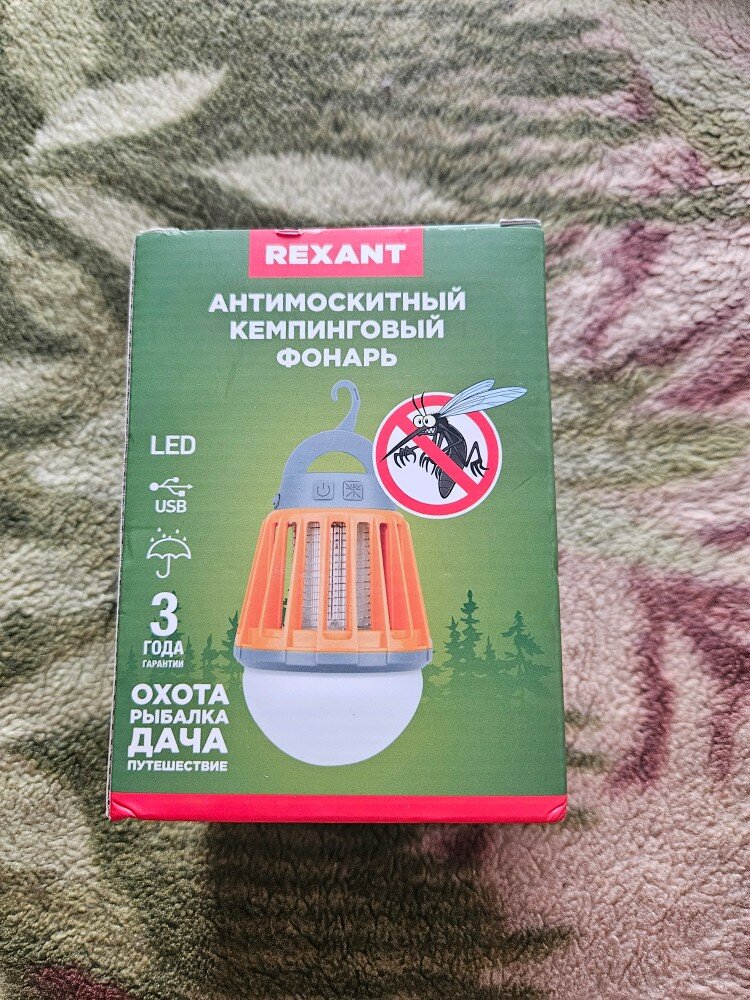 REXANT
АНТИМОСКИТНЫЙ
КЕМПИНГОВЫЙ
ФОНАРЬ
LED
USB
3
ГОДА
ГАРАНТИИ
ОХОТА
РЫБАЛКА
ДАЧА
ПУТЕШЕСТВИЕ